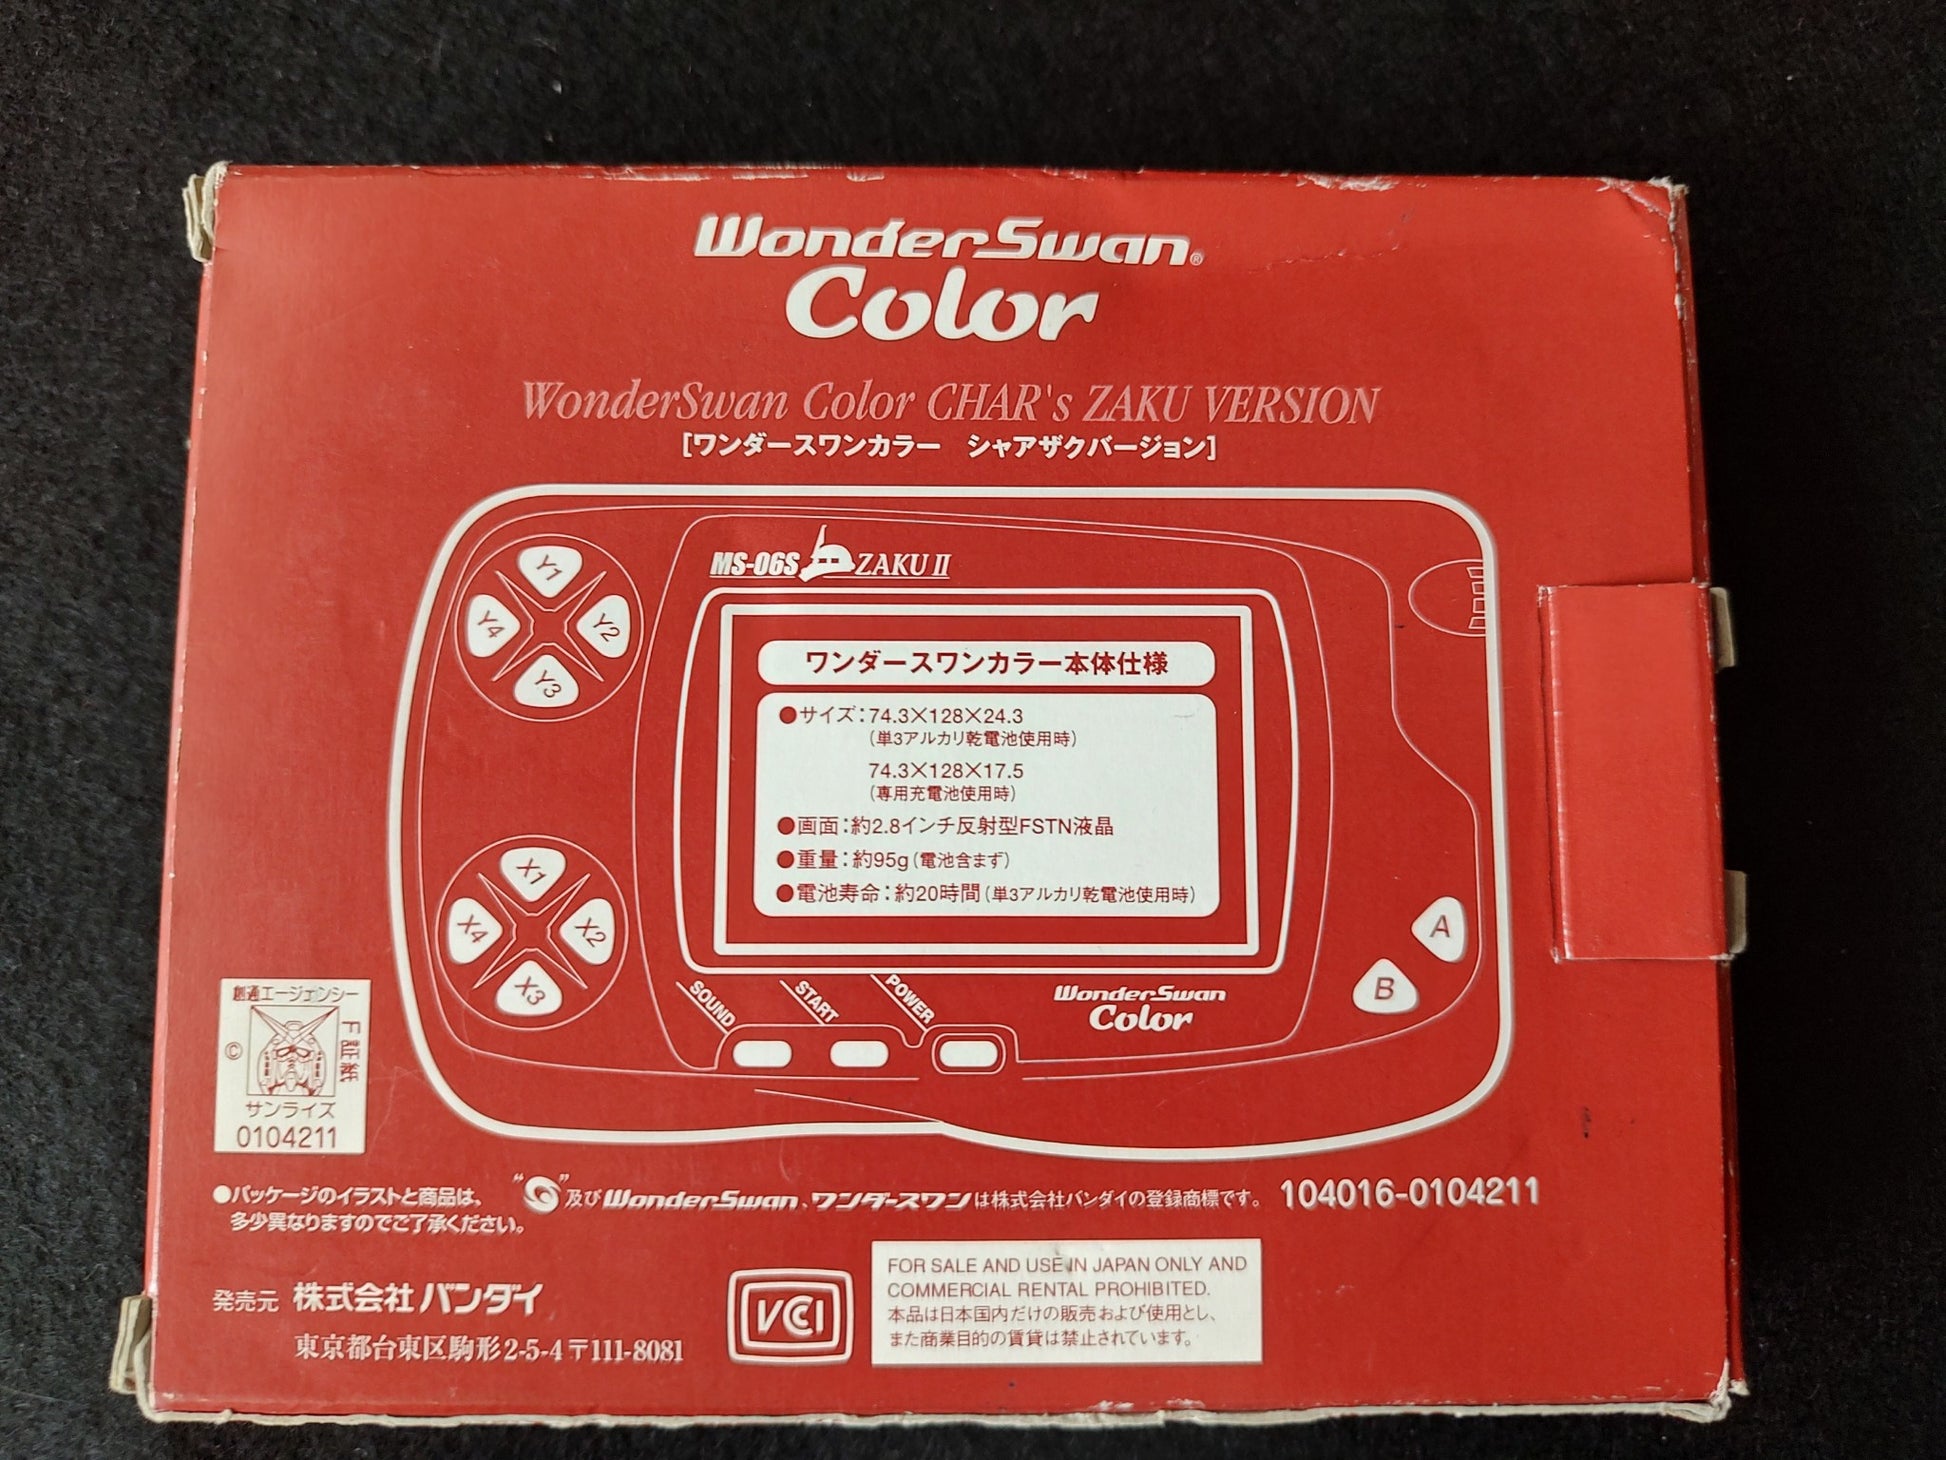 WonderSwan®
Color
WonderSwan Color CHAR's ZAKU VERSION
[ワンダースワンカラー　シャアザクバージョン]
MS-06S ZAKU II
Y1
Y4 Y2
Y3
ワンダースワンカラー本体仕様
●サイズ:74.3×128×24.3
(単3アルカリ乾電池使用時)
74.3×128×17.5
(専用充電池使用時)
●画面:約2.8インチ反射型FSTN液晶
●重量:約95g(電池含まず)
●電池寿命:約20時間(単3アルカリ乾電池使用時)
X1
X4 X2
X3
A
B
SOUND START POWER
WonderSwan
Color
創通エージェンシー
F証紙
©
サンライズ
0104211
●パッケージのイラストと商品は、
多少異なりますのでご了承ください。
“ ”及びWonderSwan、ワンダースワンは株式会社バンダイの登録商標です。 104016-0104211
発売元 株式会社バンダイ
東京都台東区駒形2-5-4〒111-8081
VCCI
FOR SALE AND USE IN JAPAN ONLY AND
COMMERCIAL RENTAL PROHIBITED.
本品は日本国内だけの販売および使用とし、
また商業目的の賃貸は禁止されています。